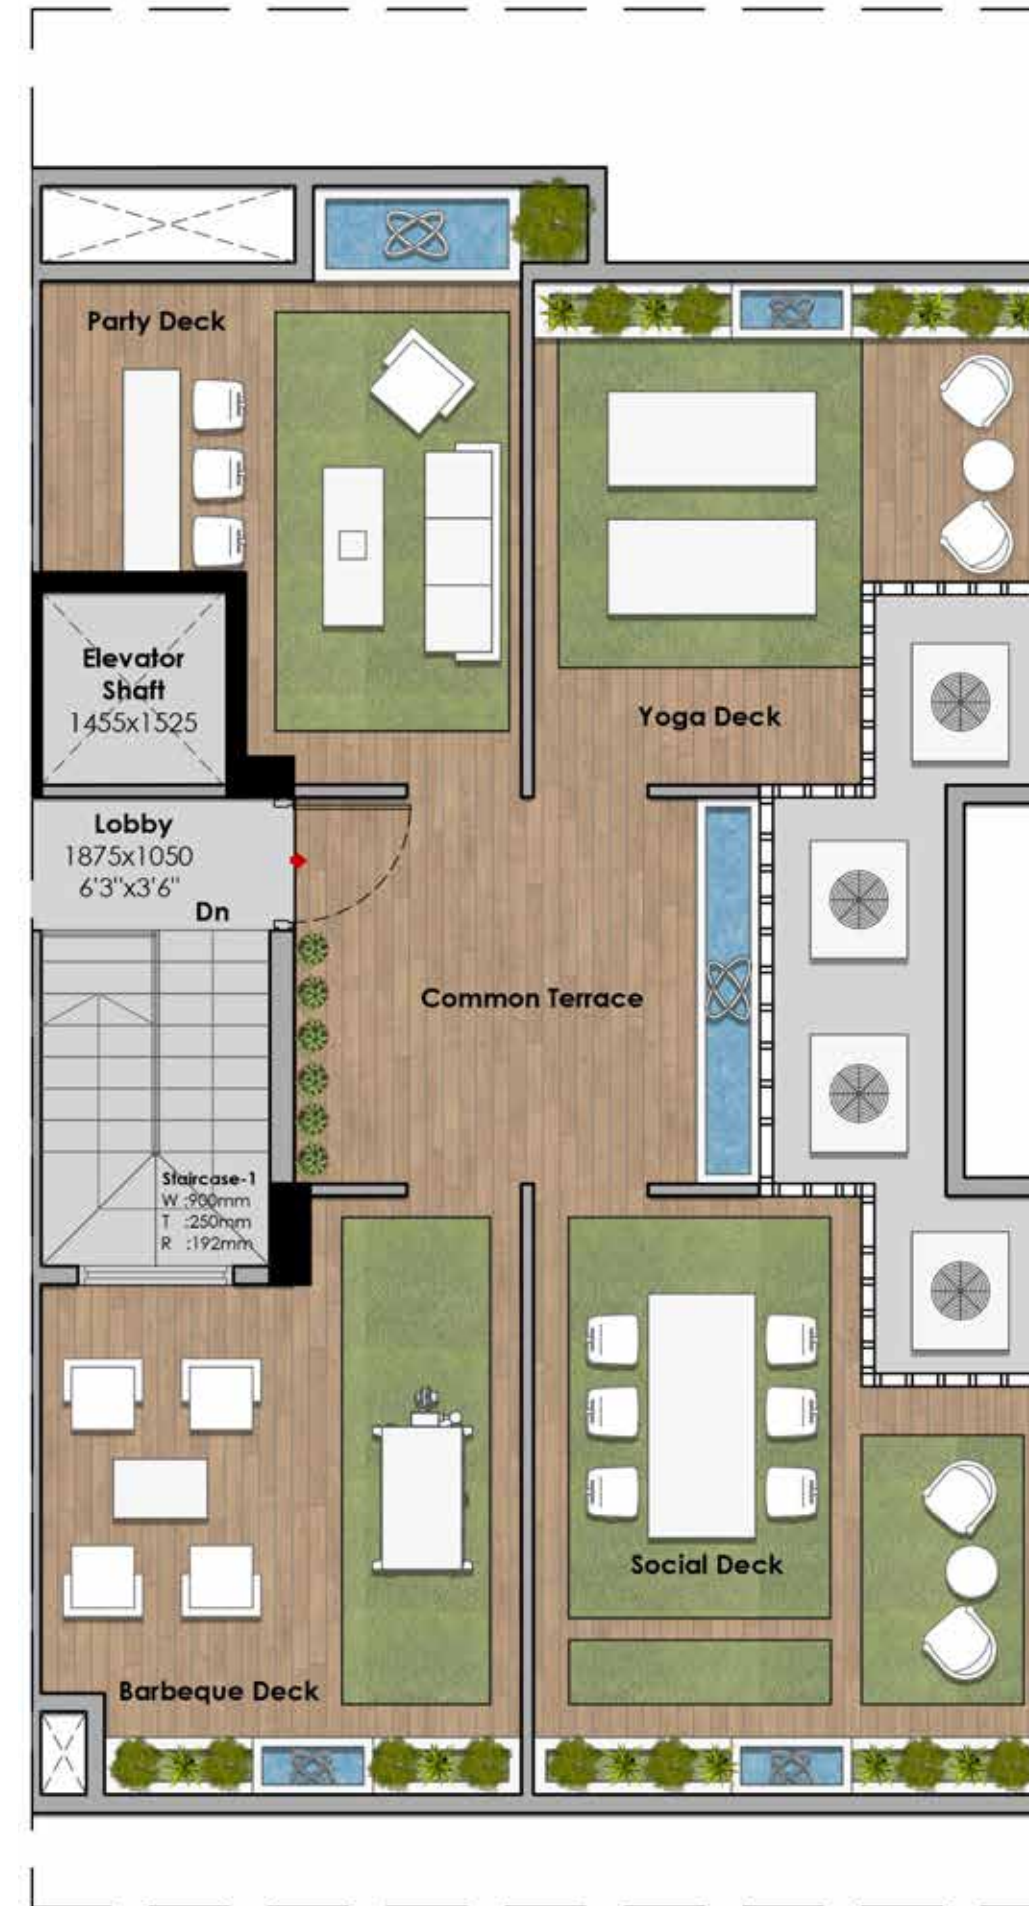 Party Deck
Elevator
Shaft
1455x1525
Yoga Deck
Lobby
1875x1050
6'3"x3'6"
Dn
Common Terrace
Staircase-1
W :900mm
T :250mm
R :192mm
Social Deck
Barbeque Deck